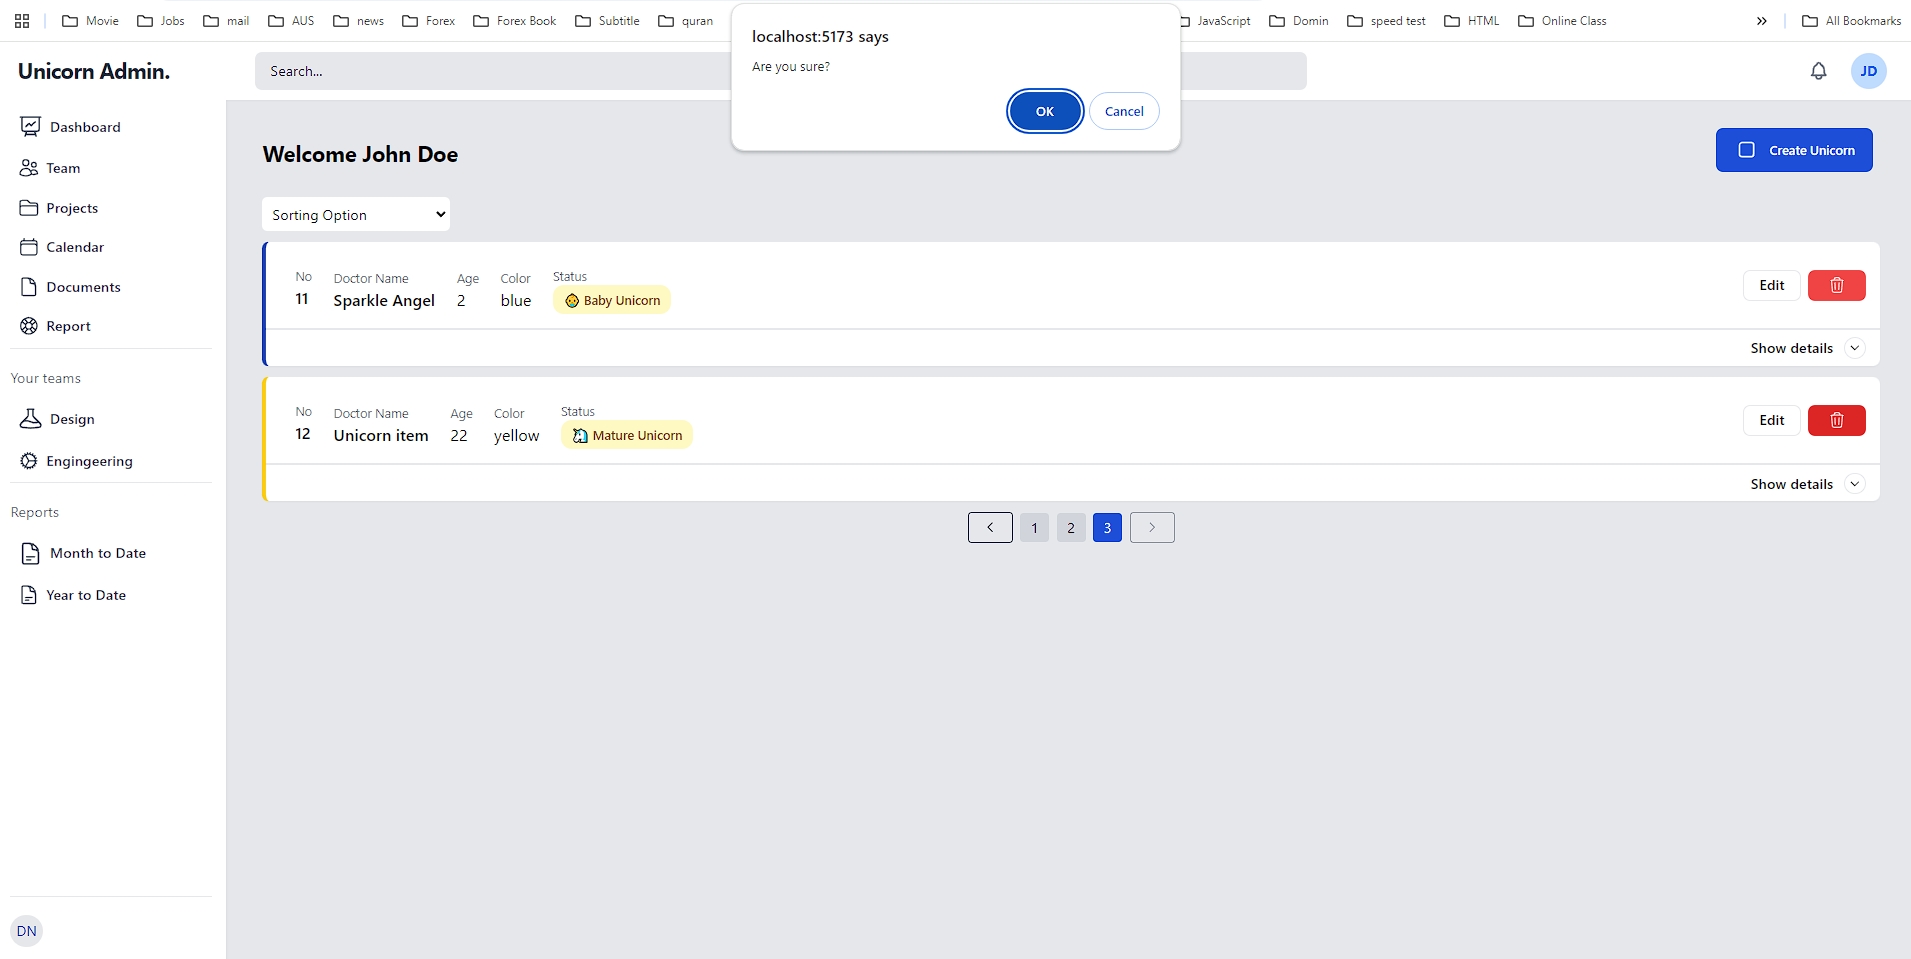 Movie Jobs mail AUS news Forex Forex Book Subtitle quran JavaScript Domin speed test HTML Online Class All Bookmarks
localhost:5173 says
Are you sure?
OK Cancel
Unicorn Admin.
Search...
JD
Dashboard
Team
Projects
Calendar
Documents
Report
Your teams
Design
Engingeering
Reports
Month to Date
Year to Date
DN
Welcome John Doe
Create Unicorn
Sorting Option
No Doctor Name Age Color Status
11 Sparkle Angel 2 blue Baby Unicorn
Edit
Show details
No Doctor Name Age Color Status
12 Unicorn item 22 yellow Mature Unicorn
Edit
Show details
1 2 3